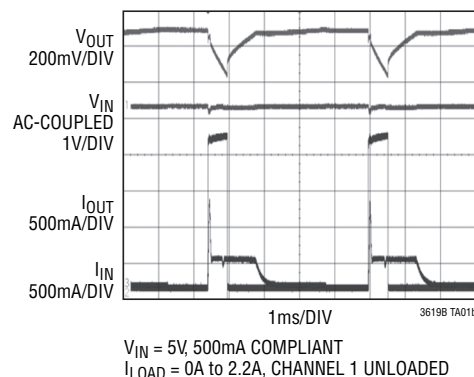 VOUT
200mV/DIV
VIN
AC-COUPLED
1V/DIV
IOUT
500mA/DIV
IIN
500mA/DIV
1ms/DIV
3619B TA01b
VIN = 5V, 500mA COMPLIANT
ILOAD = 0A to 2.2A, CHANNEL 1 UNLOADED